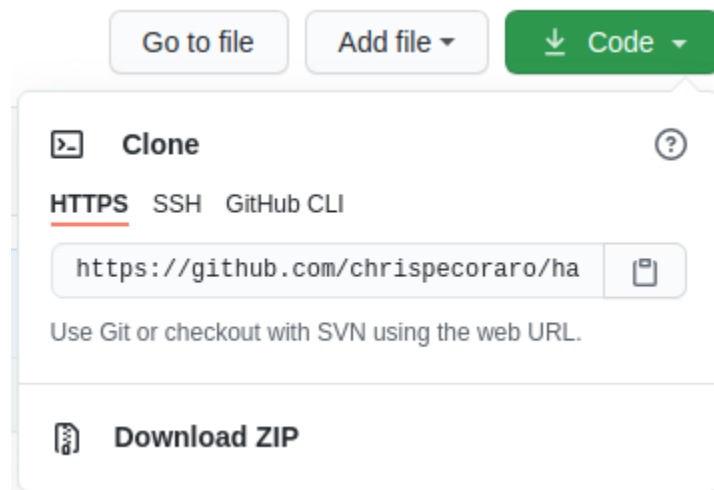 Go to file Add file Code
Clone
HTTPS SSH GitHub CLI
https://github.com/chrispecoraro/ha
Use Git or checkout with SVN using the web URL.
Download ZIP